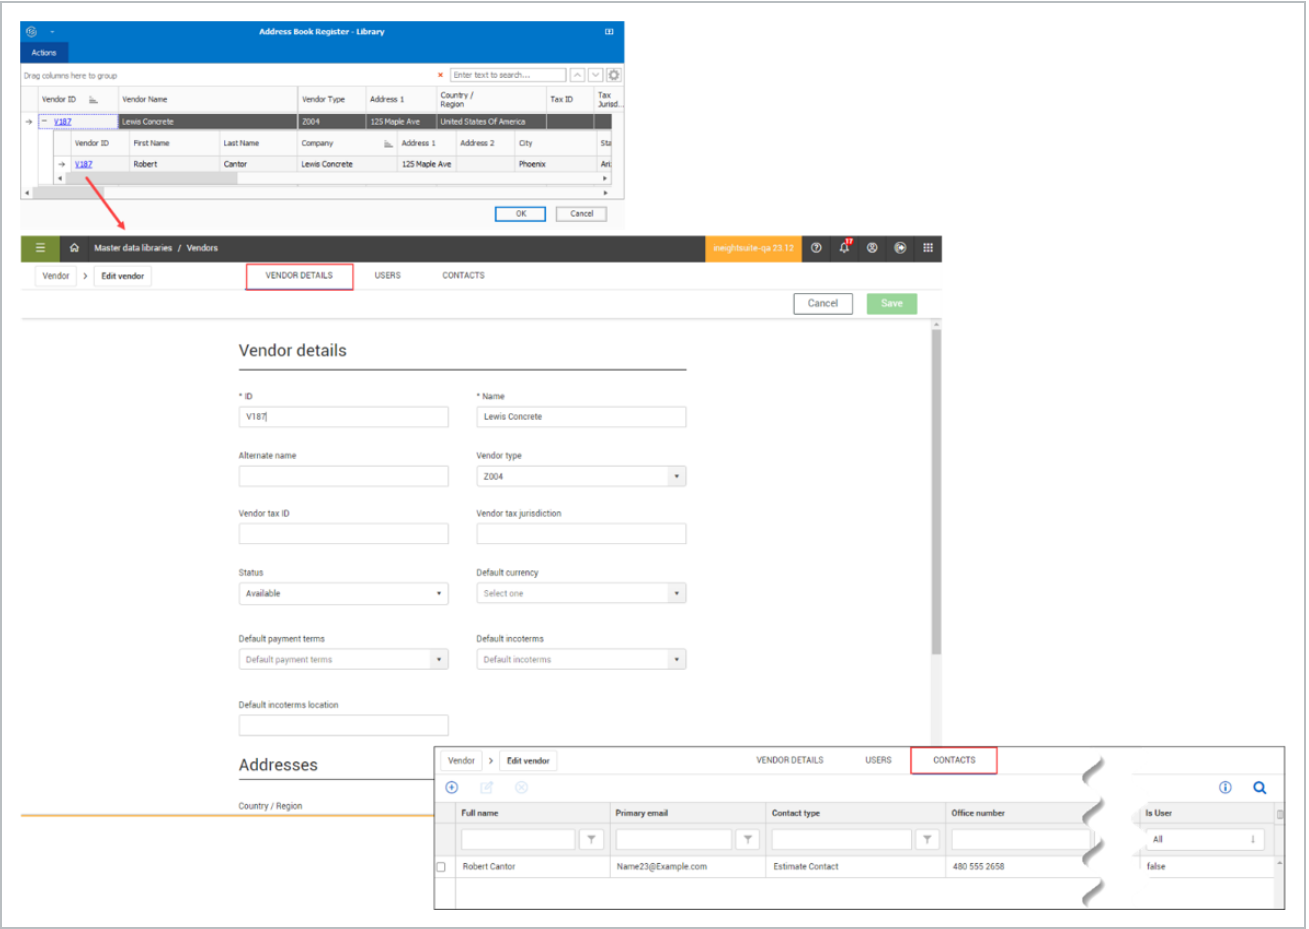 Address Book Register - Library
Actions
Drag columns here to group
Enter text to search...
Vendor ID Vendor Name Vendor Type Address 1 Country / Region Tax ID Tax Jurisd...
V187 Lewis Concrete Z004 125 Maple Ave United States Of America
Vendor ID First Name Last Name Company Address 1 Address 2 City Sta
V187 Robert Cantor Lewis Concrete 125 Maple Ave Phoenix Ari
OK Cancel
Master data libraries / Vendors ineightsuite-qa 23.12 17
Vendor > Edit vendor VENDOR DETAILS USERS CONTACTS
Cancel Save
Vendor details
* ID * Name
V187 Lewis Concrete
Alternate name Vendor type
Z004
Vendor tax ID Vendor tax jurisdiction
Status Default currency
Available Select one
Default payment terms Default incoterms
Default payment terms Default incoterms
Default incoterms location
Addresses
Country / Region
Vendor > Edit vendor VENDOR DETAILS USERS CONTACTS
Full name Primary email Contact type Office number Is User
All
Robert Cantor Name23@Example.com Estimate Contact 480 555 2658 false